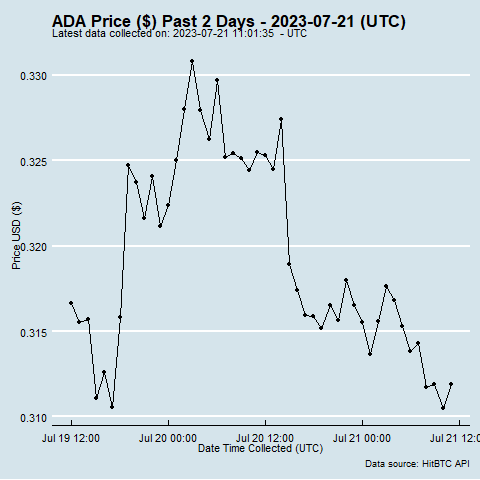 ADA Price ($) Past 2 Days - 2023-07-21 (UTC)
Latest data collected on: 2023-07-21 11:01:35  - UTC
0.330
0.325
0.320
0.315
0.310
Price USD ($)
Jul 19 12:00 Jul 20 00:00 Jul 20 12:00 Jul 21 00:00 Jul 21 12:
Date Time Collected (UTC)
Data source: HitBTC API